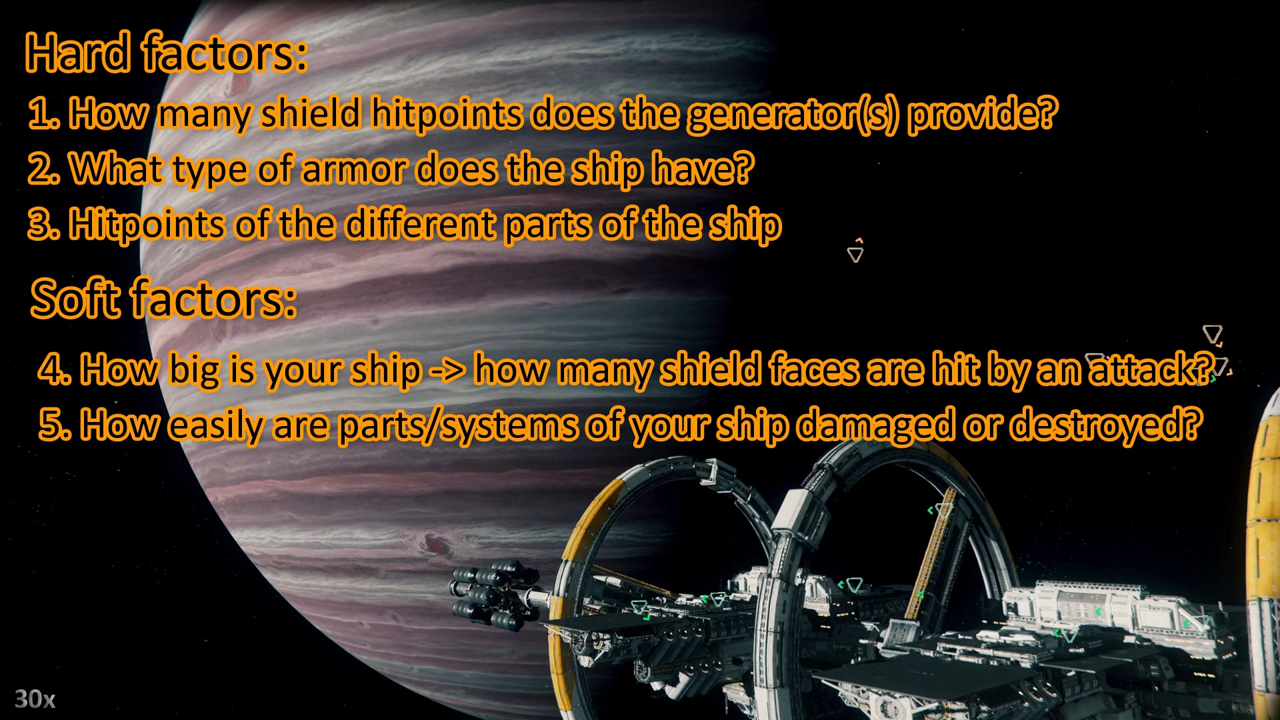 Hard factors:
1. How many shield hitpoints does the generator(s) provide?
2. What type of armor does the ship have?
3. Hitpoints of the different parts of the ship
Soft factors:
4. How big is your ship -> how many shield faces are hit by an attack?
5. How easily are parts/systems of your ship damaged or destroyed?
30x